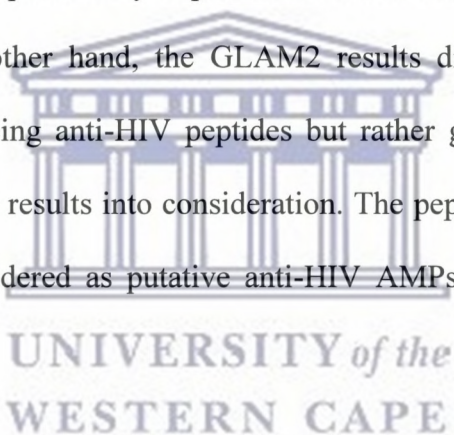 other hand, the GLAM2 results d
ing anti-HIV peptides but rather g
results into consideration. The pep
dered as putative anti-HIV AMPs
UNIVERSITY of the
WESTERN CAPE